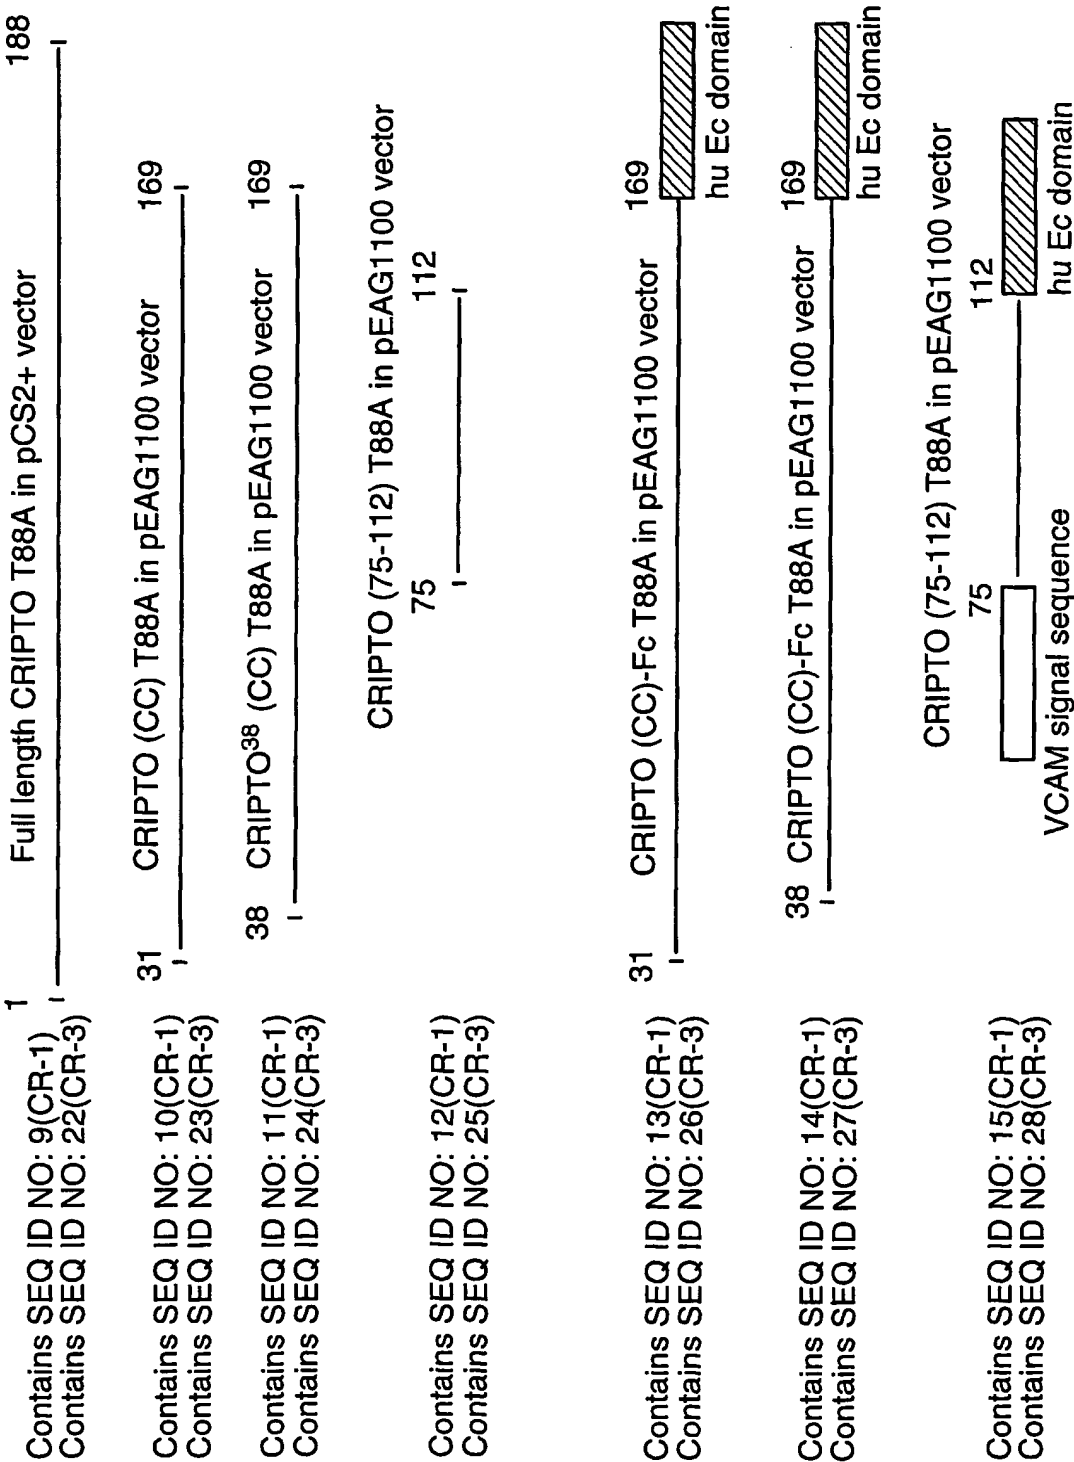 Contains SEQ ID NO: 9(CR-1)
Contains SEQ ID NO: 22(CR-3)
1
Full length CRIPTO T88A in pCS2+ vector
188
Contains SEQ ID NO: 10(CR-1)
Contains SEQ ID NO: 23(CR-3)
31
CRIPTO (CC) T88A in pEAG1100 vector
169
Contains SEQ ID NO: 11(CR-1)
Contains SEQ ID NO: 24(CR-3)
38
CRIPTO³⁸ (CC) T88A in pEAG1100 vector
169
CRIPTO (75-112) T88A in pEAG1100 vector
Contains SEQ ID NO: 12(CR-1)
Contains SEQ ID NO: 25(CR-3)
75
112
Contains SEQ ID NO: 13(CR-1)
Contains SEQ ID NO: 26(CR-3)
31
CRIPTO (CC)-Fc T88A in pEAG1100 vector
169
hu Ec domain
Contains SEQ ID NO: 14(CR-1)
Contains SEQ ID NO: 27(CR-3)
38
CRIPTO (CC)-Fc T88A in pEAG1100 vector
169
hu Ec domain
CRIPTO (75-112) T88A in pEAG1100 vector
Contains SEQ ID NO: 15(CR-1)
Contains SEQ ID NO: 28(CR-3)
75
112
VCAM signal sequence
hu Ec domain